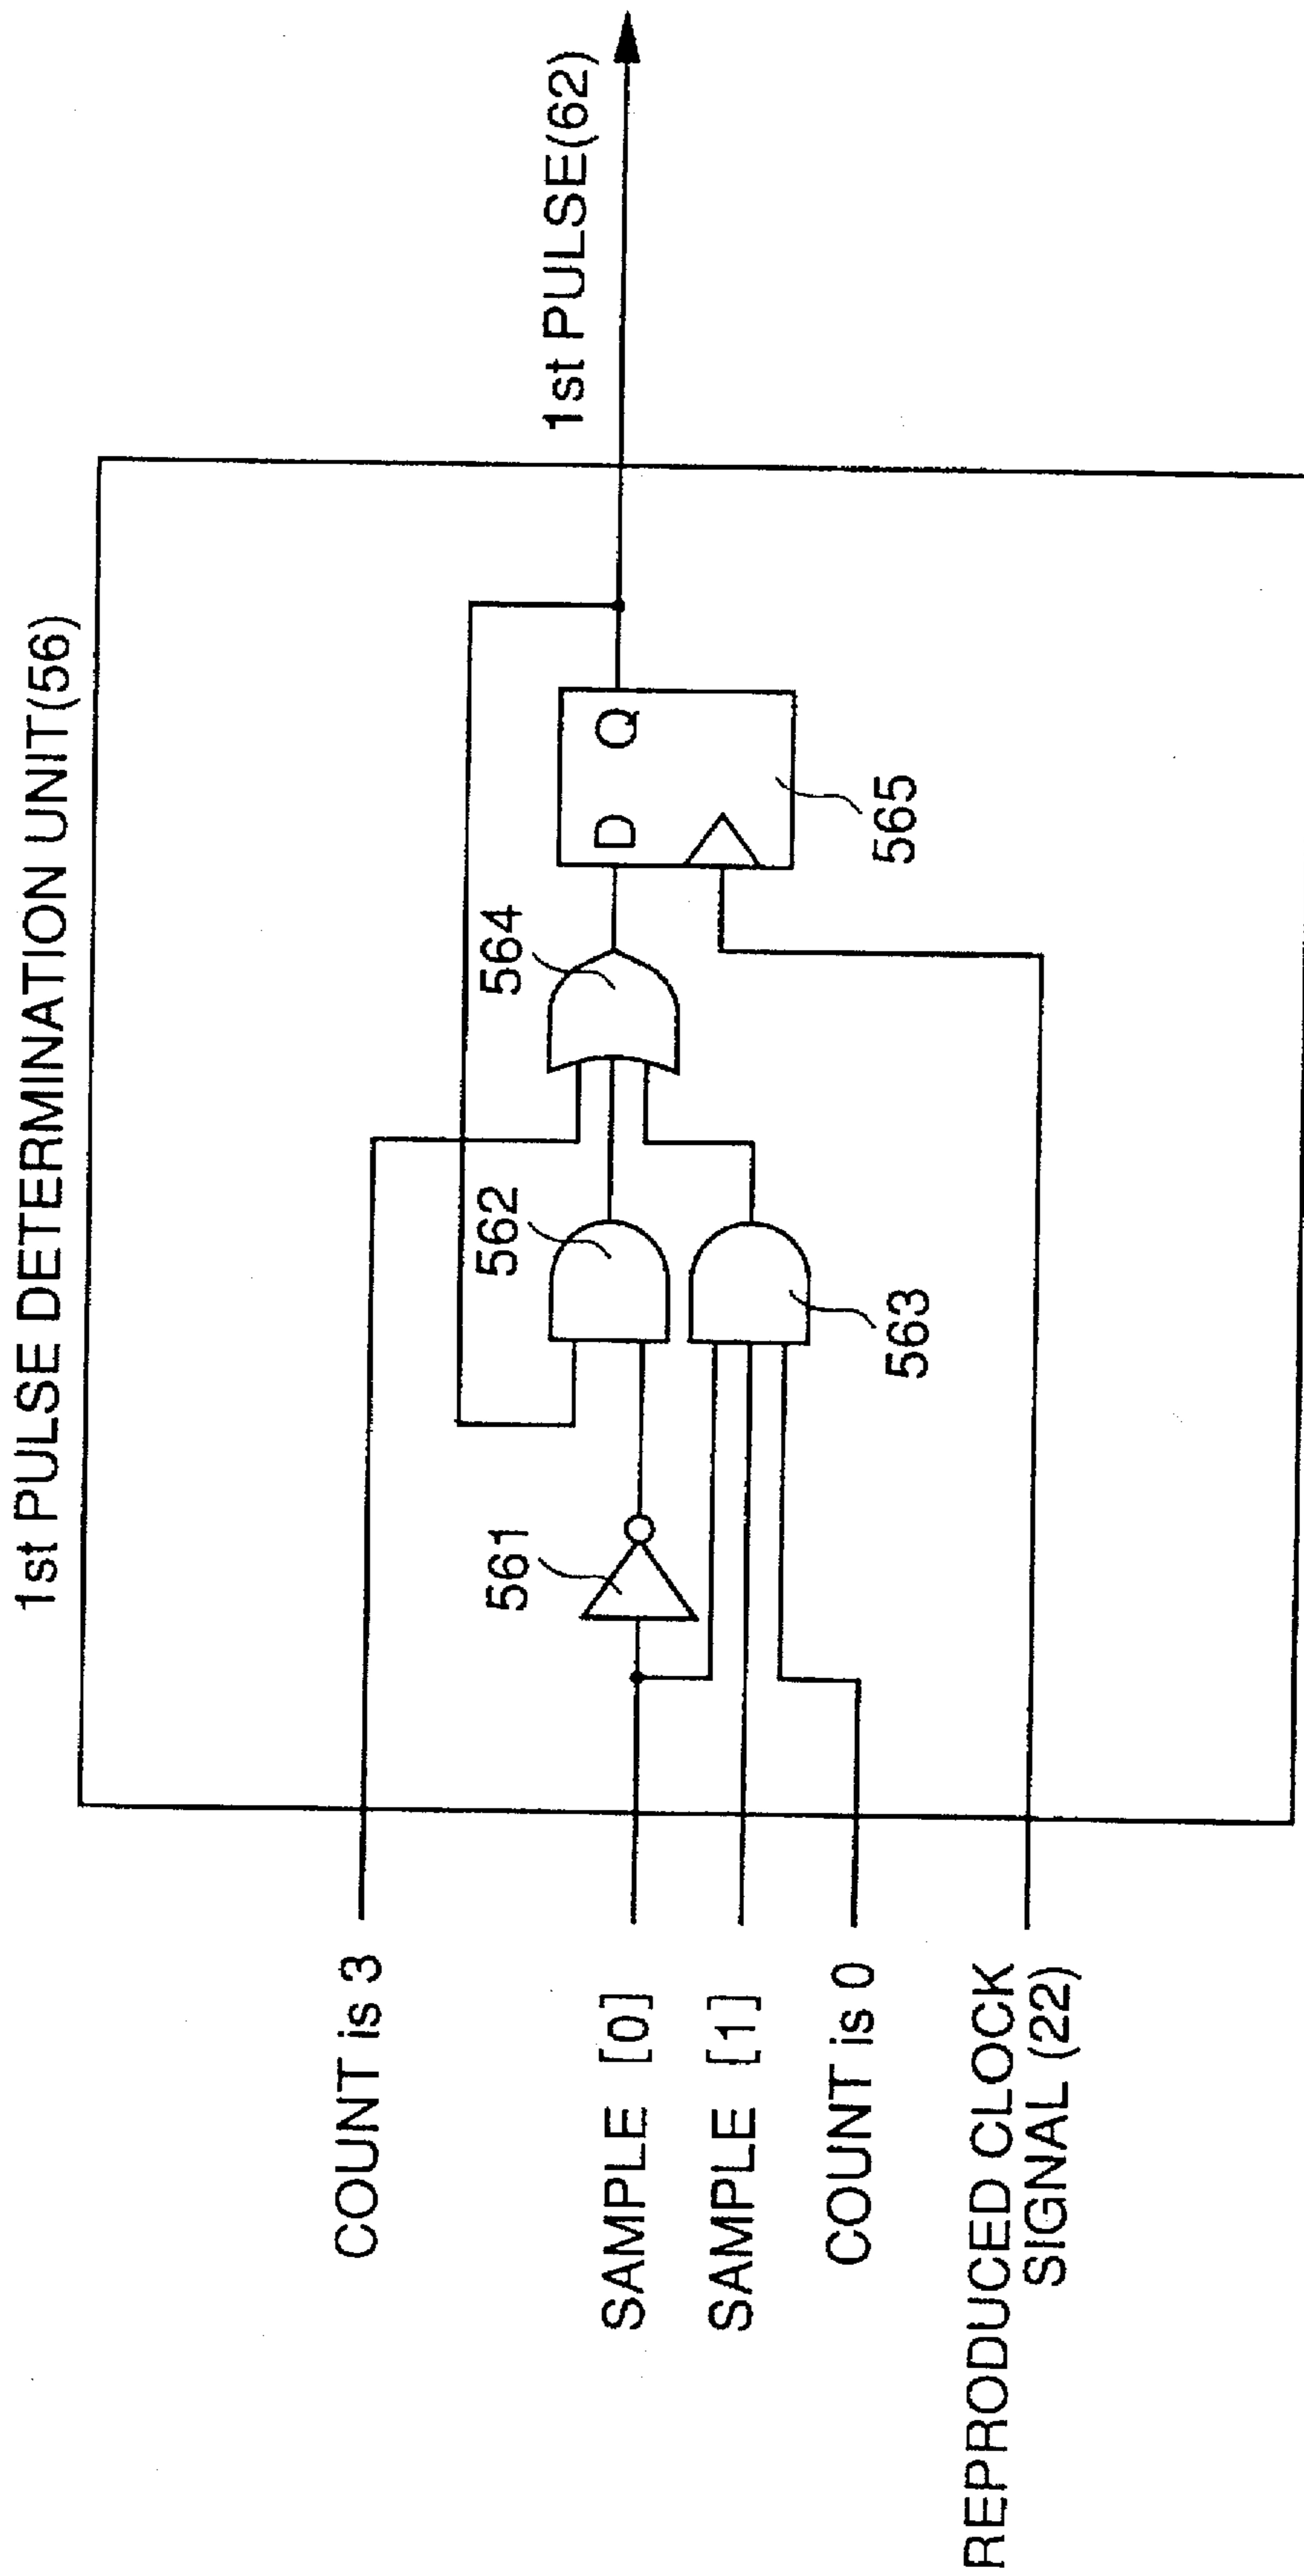 1st PULSE DETERMINATION UNIT(56)
COUNT is 3
SAMPLE [0]
SAMPLE [1]
COUNT is 0
REPRODUCED CLOCK
SIGNAL (22)
561
562
563
564
D Q
565
1st PULSE(62)